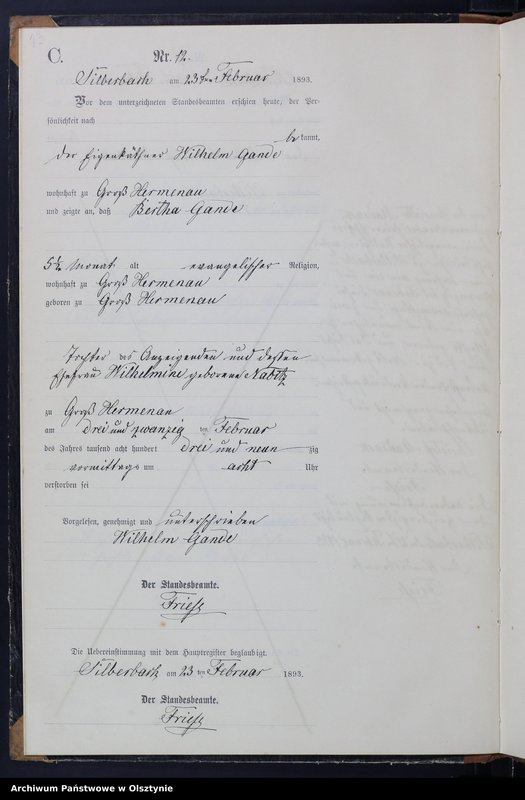 C. Nr. 12.
Silberbach am 23ten Februar 1893.
Vor dem unterzeichneten Standesbeamten erschien heute, der Per-
sönlichkeit nach
be kannt,
der Eigenkäthner Wilhelm Gande
wohnhaft zu Groß Hermenau
und zeigte an, daß Bertha Gande
5½ Monat alt evangelischer Religion,
wohnhaft zu Groß Hermenau
geboren zu Groß Hermenau
Tochter des Anzeigenden und dessen
Ehefrau Wilhelmine geborene
zu Groß Hermenau
am drei und zwanzig ten Februar
des Jahres tausend acht hundert drei und neun zig
vormittags um acht Uhr
verstorben sei
Vorgelesen, genehmigt und unterschrieben
Wilhelm Gande
Der Standesbeamte.
Friese
Die Uebereinstimmung mit dem Hauptregister beglaubigt.
Silberbach am 23 ten Februar 1893.
Der Standesbeamte.
Friese
Archiwum Państwowe w Olsztynie